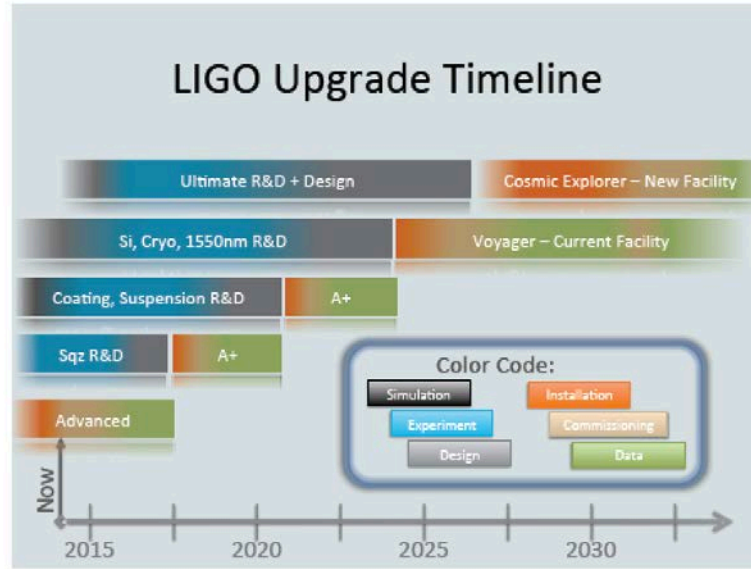 LIGO Upgrade Timeline
Ultimate R&D + Design
Cosmic Explorer – New Facility
Si, Cryo, 1550nm R&D
Voyager – Current Facility
Coating, Suspension R&D
A+
Sqz R&D
A+
Advanced
Color Code:
Simulation
Installation
Experiment
Commissioning
Design
Data
Now
2015
2020
2025
2030